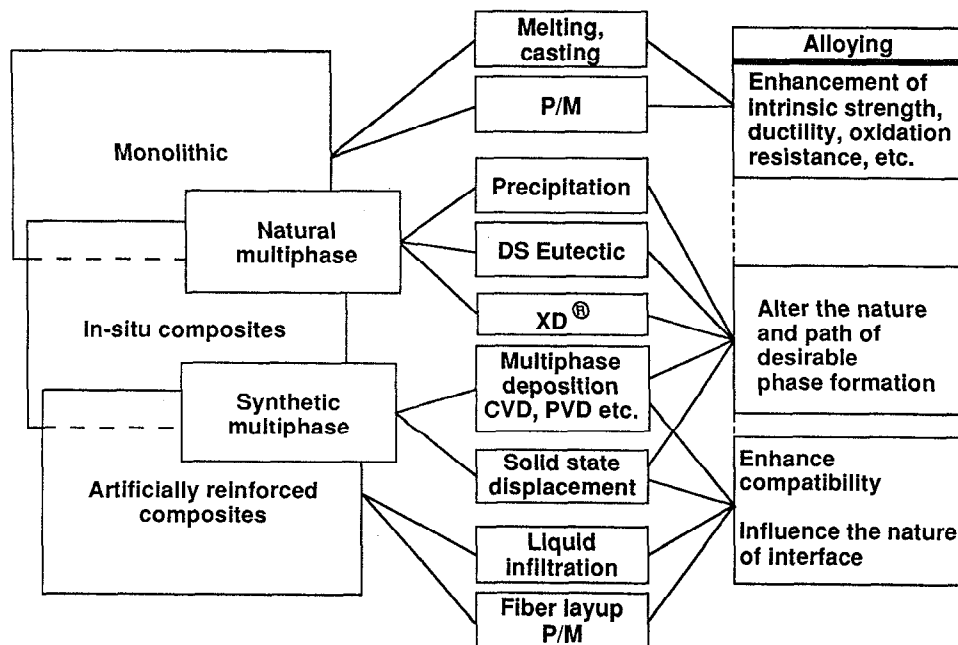 Monolithic
Natural
multiphase
In-situ composites
Synthetic
multiphase
Artificially reinforced
composites
Melting,
casting
P/M
Precipitation
DS Eutectic
XD®
Multiphase
deposition
CVD, PVD etc.
Solid state
displacement
Liquid
infiltration
Fiber layup
P/M
Alloying
Enhancement of
intrinsic strength,
ductility, oxidation
resistance, etc.
Alter the nature
and path of
desirable
phase formation
Enhance
compatibility
Influence the nature
of interface